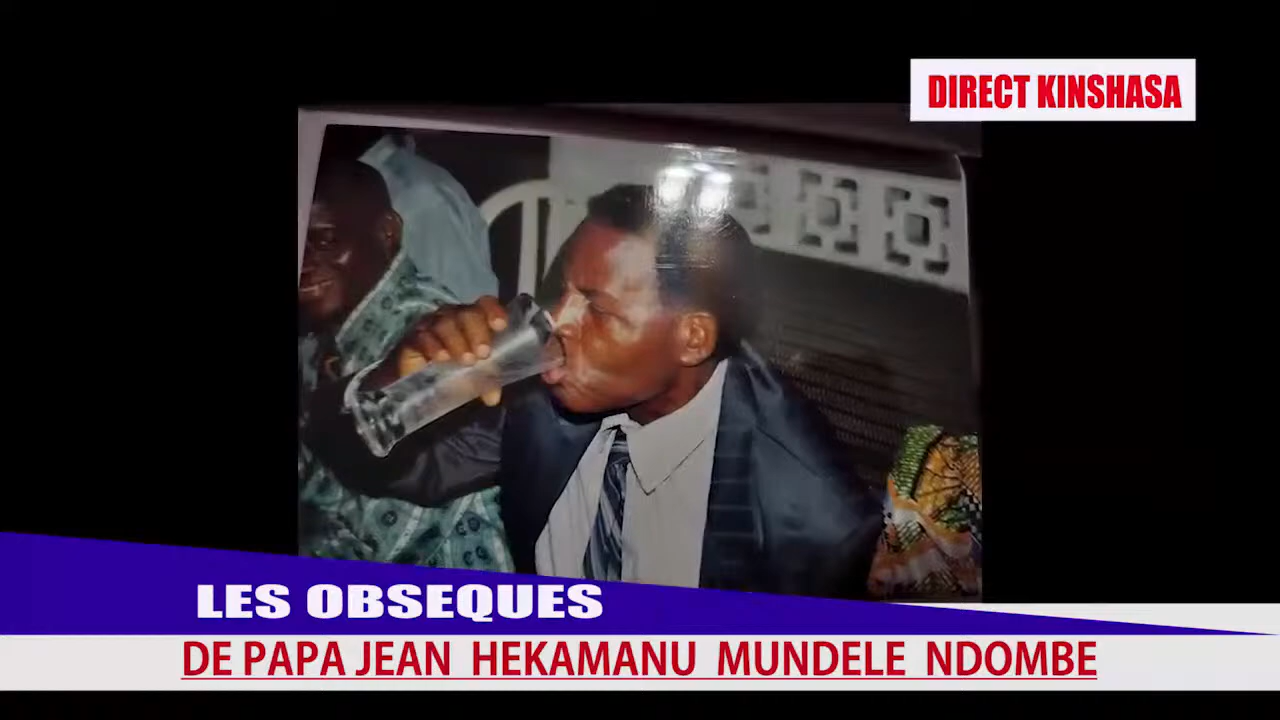 DIRECT KINSHASA
LES OBSEQUES
DE PAPA JEAN HEKAMANU MUNDELE NDOMBE